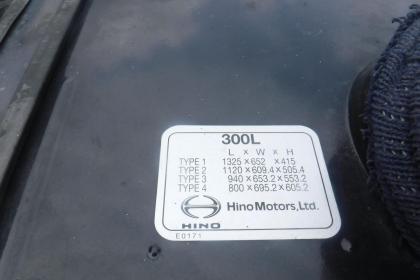 300L
L × W × H
TYPE 1 1325×652 ×415
TYPE 2 1120×609.4×505.4
TYPE 3 940×653.2×553.2
TYPE 4 800×695.2×605.2
HINO Hino Motors, Ltd.
E0171